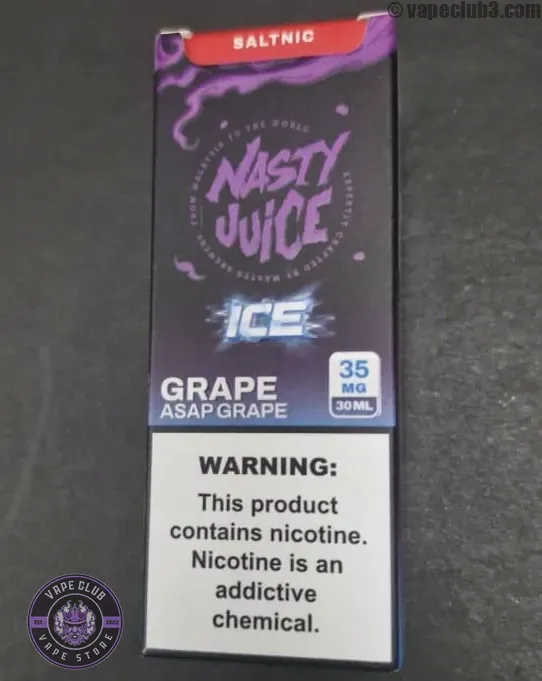 © vapeclub3.com
SALTNIC
FROM MALAYSIA TO THE WORLD
NASTY
JUICE
EXPERTLY CRAFTED BY MASTER BREWERS
ICE
35
MG
30ML
GRAPE
ASAP GRAPE
WARNING:
This product
contains nicotine.
Nicotine is an
addictive
chemical.
VAPE CLUB
EST. 2022
VAPE STORE